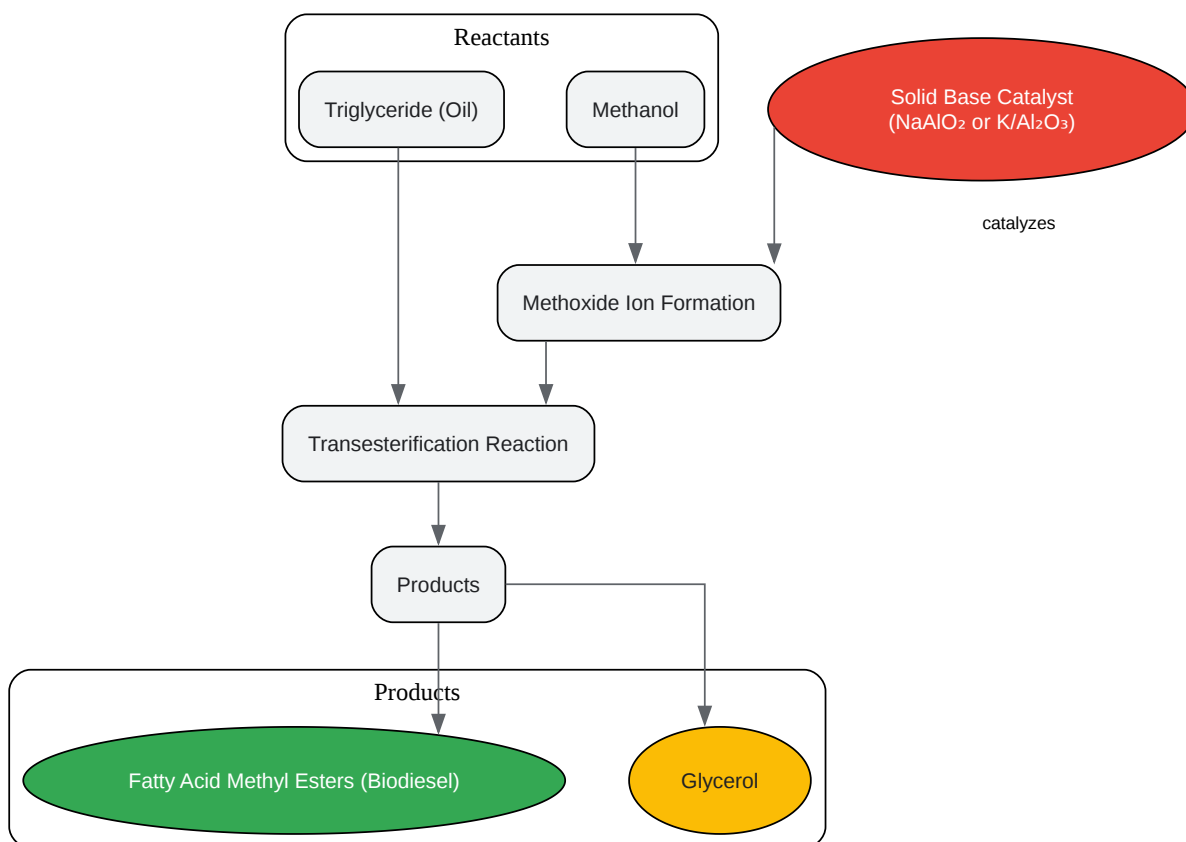 Reactants
Triglyceride (Oil)
Methanol
Solid Base Catalyst
(NaAlO₂ or K/Al₂O₃)
catalyzes
Methoxide Ion Formation
Transesterification Reaction
Products
Products
Fatty Acid Methyl Esters (Biodiesel)
Glycerol